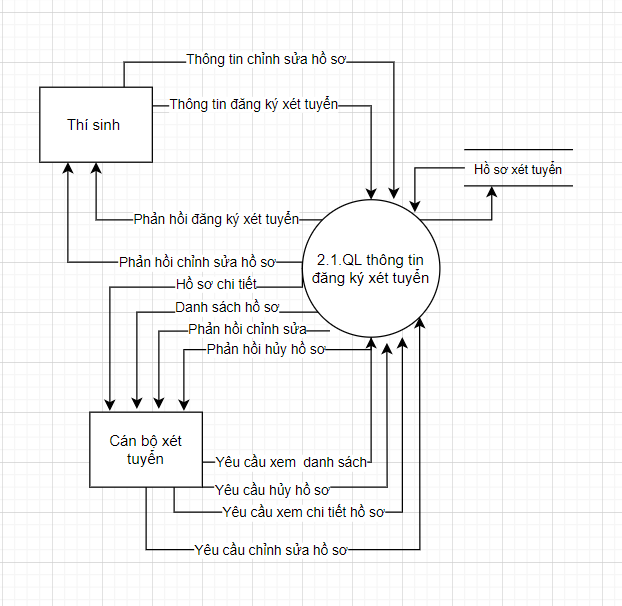 Thông tin chỉnh sửa hồ sơ
Thông tin đăng ký xét tuyển
Thí sinh
Hồ sơ xét tuyển
Phản hồi đăng ký xét tuyển
2.1.QL thông tin
đăng ký xét tuyển
Phản hồi chỉnh sửa hồ sơ
Hồ sơ chi tiết
Danh sách hồ sơ
Phản hồi chỉnh sửa
Phản hồi hủy hồ sơ
Cán bộ xét
tuyển
Yêu cầu xem danh sách
Yêu cầu hủy hồ sơ
Yêu cầu xem chi tiết hồ sơ
Yêu cầu chỉnh sửa hồ sơ